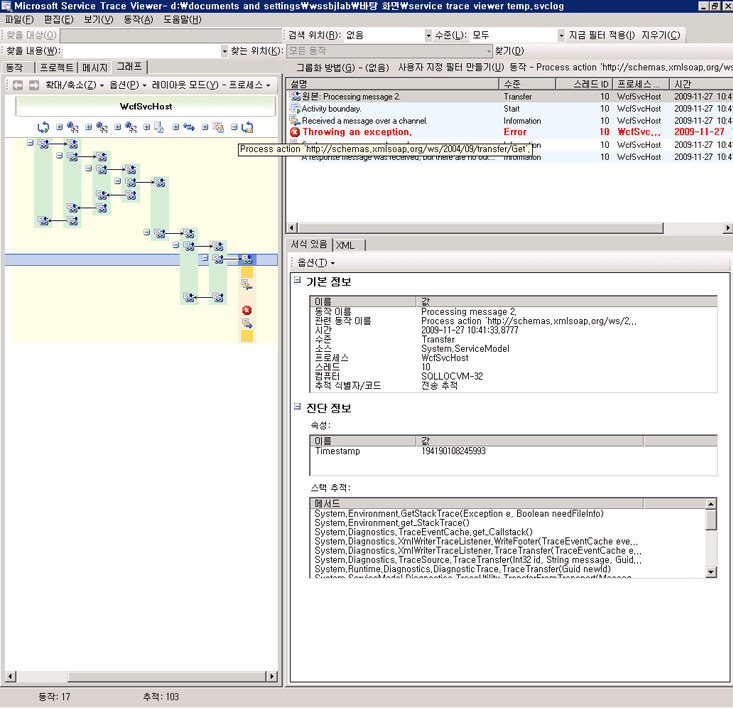 Microsoft Service Trace Viewer- d:₩documents and settings₩wssbjlab₩바탕 화면₩service trace viewer temp.svclog
파일(F) 편집(E) 보기(V) 동작(A) 도움말(H)
찾을 대상(O) 검색 위치(R): 없음 수준(L): 모두 지금 필터 적용(I) 지우기(C)
찾을 내용(W): 찾는 위치(K): 모든 동작 찾기(D)
동작 프로젝트 메시지 그래프
그룹화 방법(G) - (없음) 사용자 지정 필터 만들기(U) 동작 - Process action 'http://schemas.xmlsoap.org/ws
확대/축소(Z) 옵션(P) 레이아웃 모드(Y) - 프로세스
WcfSvcHost
설명 수준 스레드 ID 프로세스... 시간
원본: Processing message 2. Transfer 10 WcfSvcHost 2009-11-27 10:4
Activity boundary. Start 10 WcfSvcHost 2009-11-27 10:4
Received a message over a channel. Information 10 WcfSvcHost 2009-11-27 10:4
Throwing an exception. Error 10 WcfSvc... 2009-11-27
Process action 'http://schemas.xmlsoap.org/ws/2004/09/transfer/Get'.
10 WcfSvcHost 2009-11-27 10:4
A response message was received, but there are no out... Information 10 WcfSvcHost 2009-11-27 10:4
서식 있음 XML
옵션(T)
기본 정보
이름 값
동작 이름 Processing message 2.
관련 동작 이름 Process action 'http://schemas.xmlsoap.org/ws/2...
시간 2009-11-27 10:41:33.8777
수준 Transfer
소스 System.ServiceModel
프로세스 WcfSvcHost
스레드 10
컴퓨터 SQLLOCVM-32
추적 식별자/코드 전송 추적
진단 정보
속성:
이름 값
Timestamp 194190108245993
스택 추적:
메서드
System.Environment.GetStackTrace(Exception e, Boolean needFileInfo)
System.Environment.get_StackTrace()
System.Diagnostics.TraceEventCache.get_Callstack()
System.Diagnostics.XmlWriterTraceListener.WriteFooter(TraceEventCache eve...
System.Diagnostics.XmlWriterTraceListener.TraceTransfer(TraceEventCache e...
System.Diagnostics.TraceSource.TraceTransfer(Int32 id, String message, Guid...
System.Runtime.Diagnostics.DiagnosticTrace.TraceTransfer(Guid newId)
System.ServiceModel.Diagnostics.TraceUtility.TransferFromTransport(Messag...
동작: 17 추적: 103